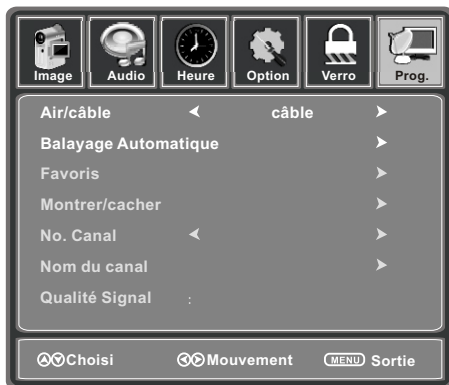 Image Audio Heure Option Verro Prog.
Air/câble câble
Balayage Automatique
Favoris
Montrer/cacher
No. Canal
Nom du canal
Qualité Signal :
Choisi Mouvement MENU Sortie